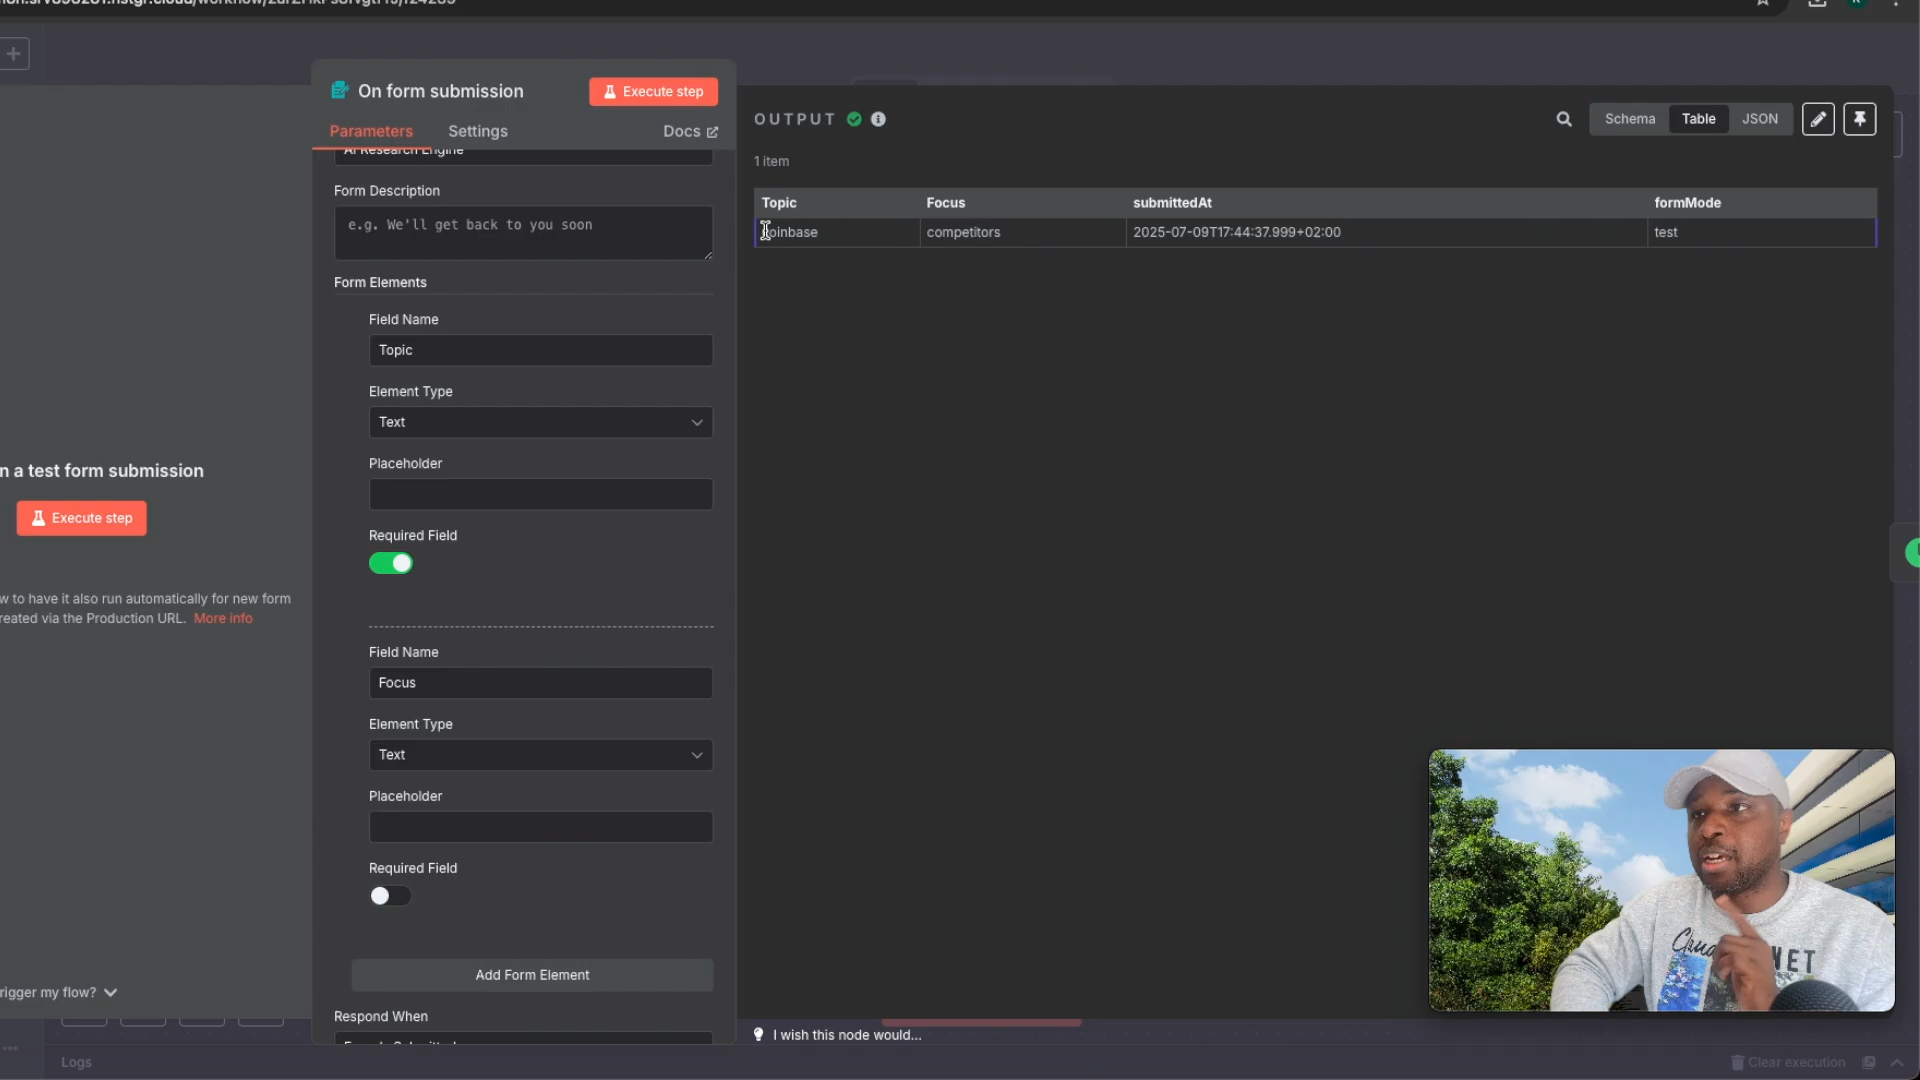 On form submission
Execute step
Parameters
Settings
Docs
AI Research Engine
Form Description
e.g. We'll get back to you soon
Form Elements
Field Name
Topic
Element Type
Text
Placeholder
Required Field
Field Name
Focus
Element Type
Text
Placeholder
Required Field
Add Form Element
Respond When
n a test form submission
Execute step
w to have it also run automatically for new form
reated via the Production URL. More info
rigger my flow?
OUTPUT
Schema
Table
JSON
1 item
Topic Focus submittedAt formMode
oinbase competitors 2025-07-09T17:44:37.999+02:00 test
I wish this node would...
Logs
Clear execution